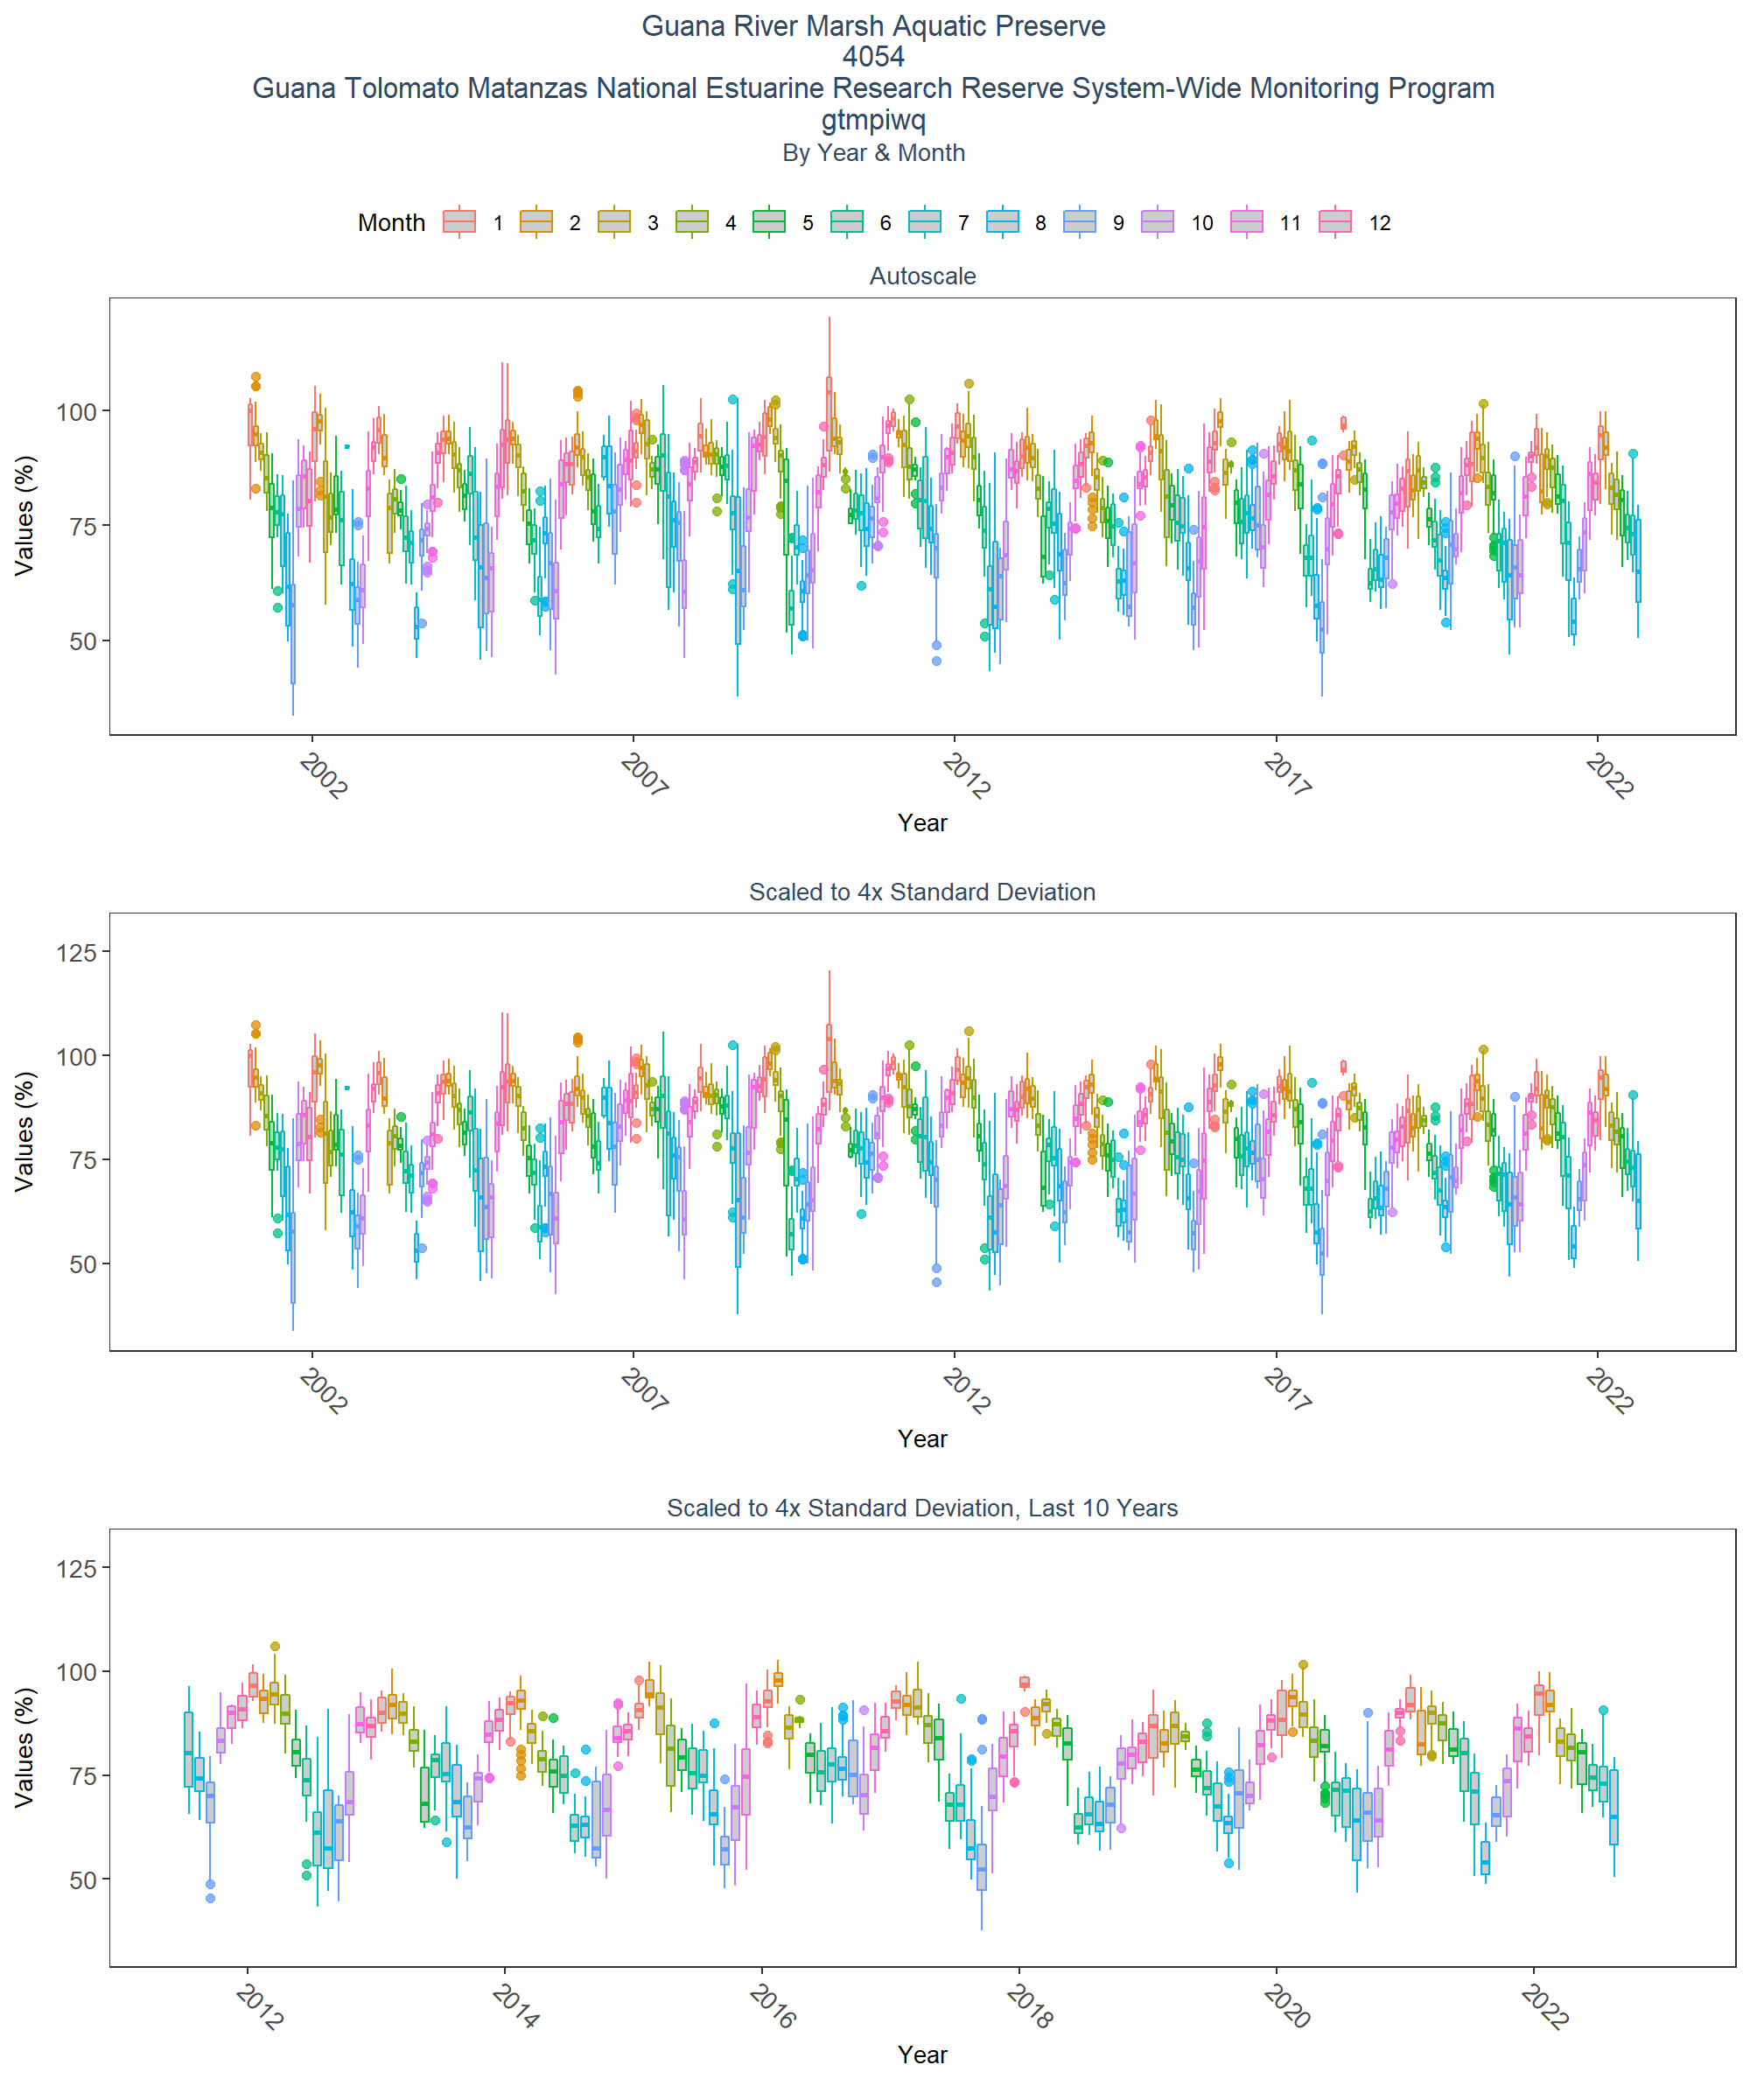 Guana River Marsh Aquatic Preserve
4054
Guana Tolomato Matanzas National Estuarine Research Reserve System-Wide Monitoring Program
gtmpiwq
By Year & Month
Month 1 2 3 4 5 6 7 8 9 10 11 12
Autoscale
Values (%)
100
75
50
2002 2007 2012 2017 2022
Year
Scaled to 4x Standard Deviation
Values (%)
125
100
75
50
2002 2007 2012 2017 2022
Year
Scaled to 4x Standard Deviation, Last 10 Years
Values (%)
125
100
75
50
2012 2014 2016 2018 2020 2022
Year